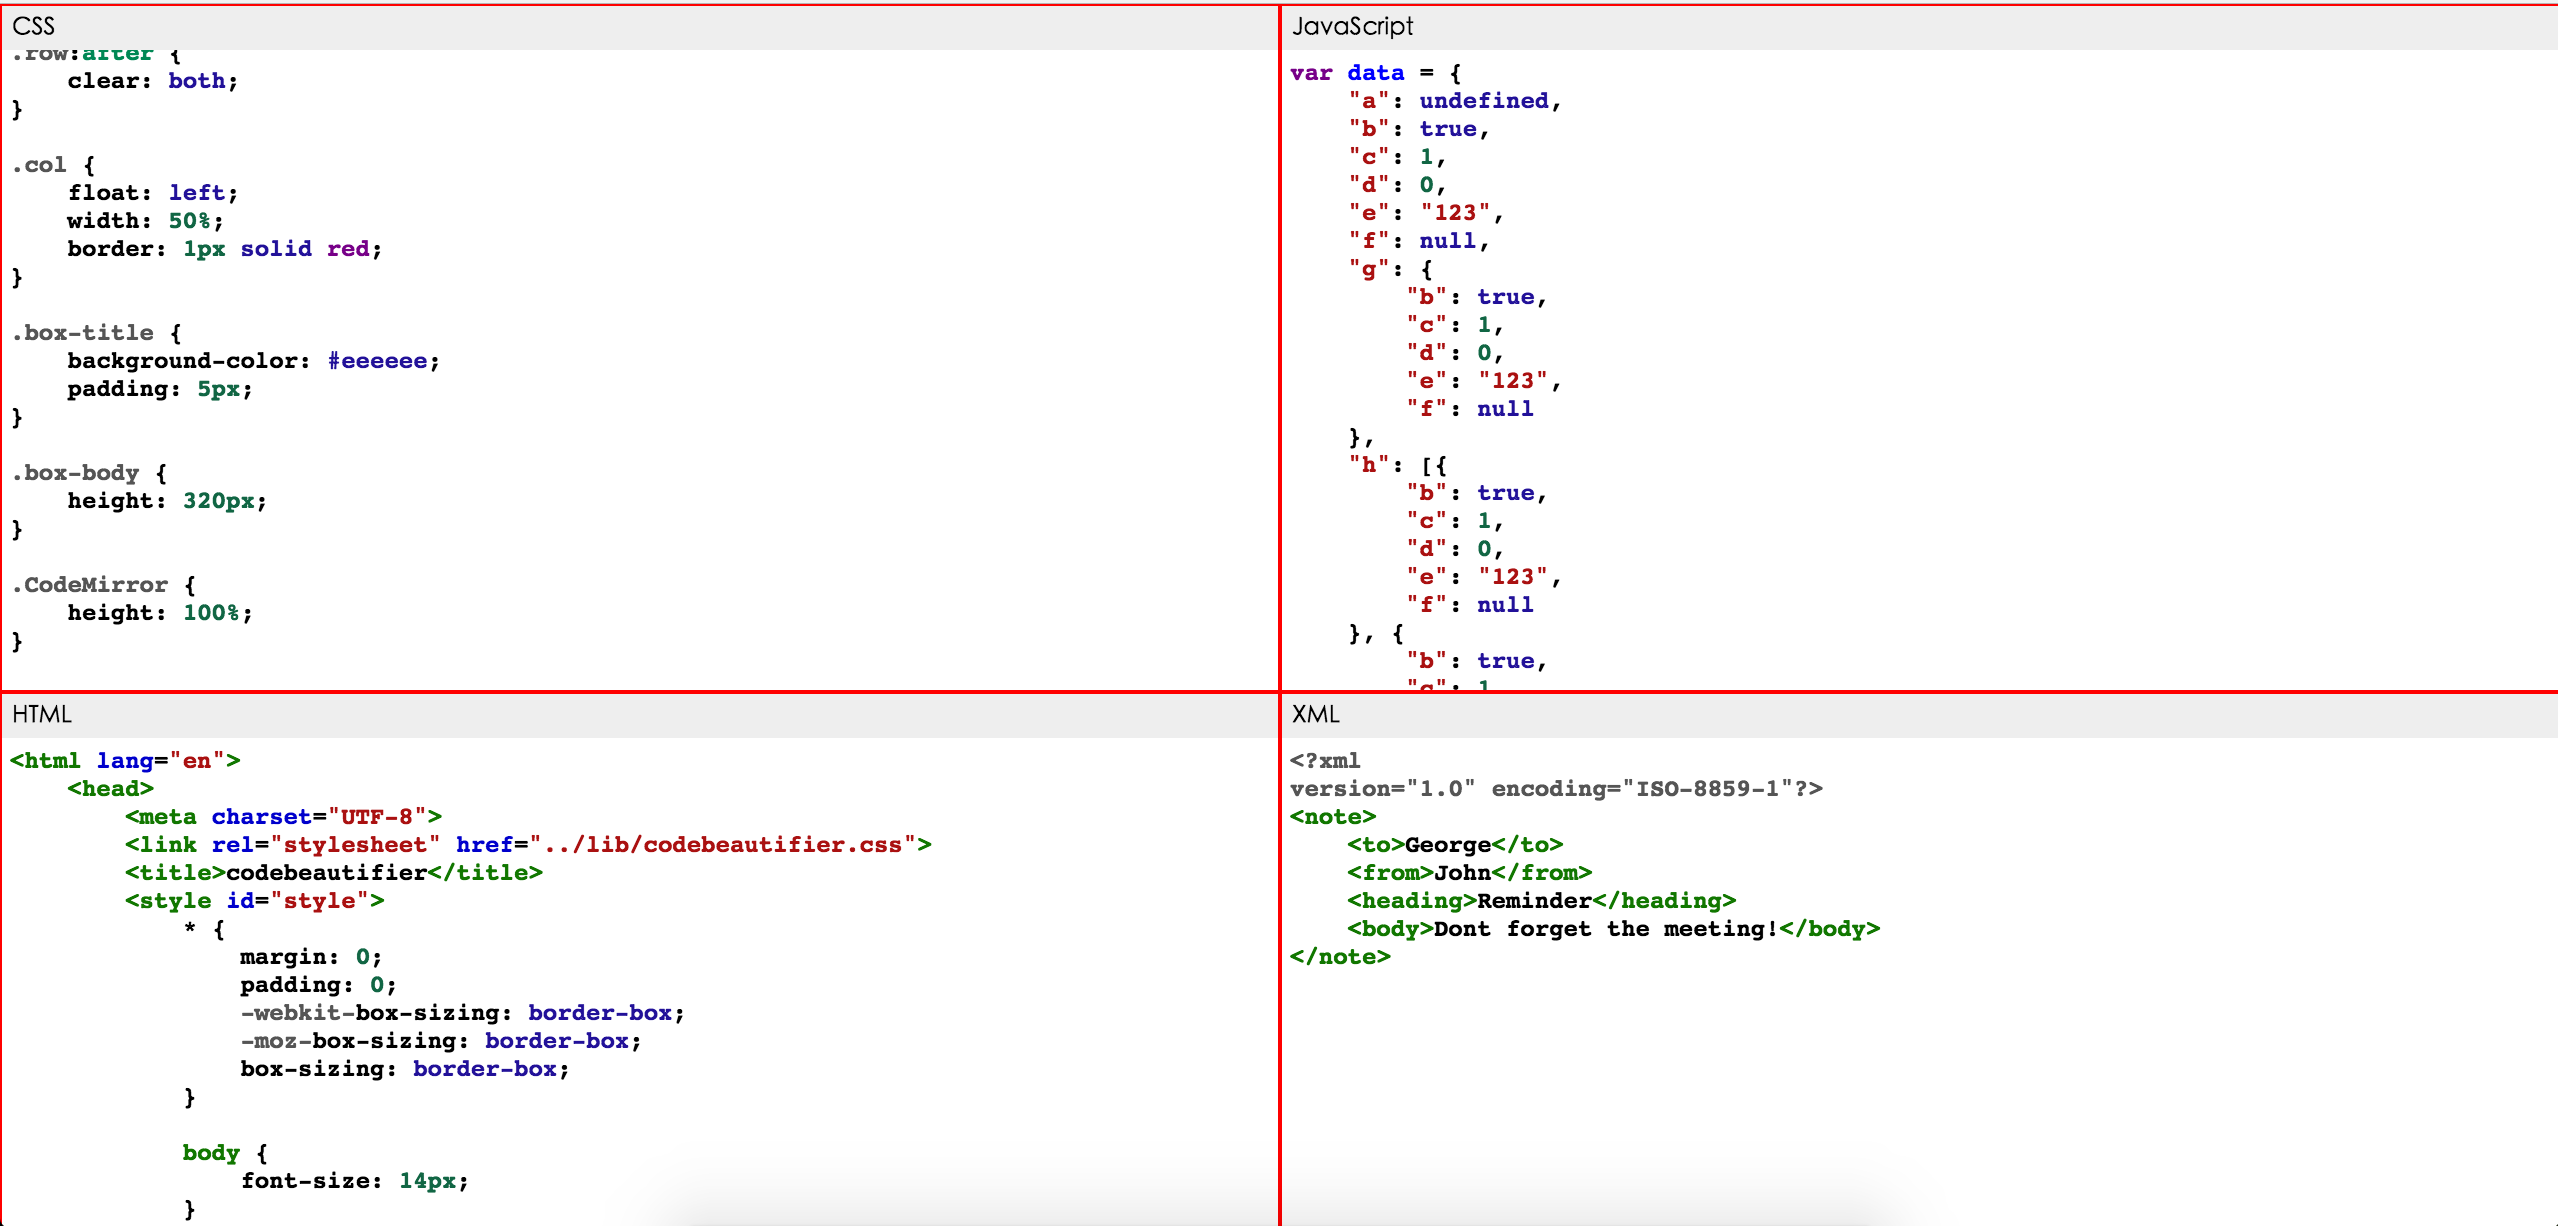 CSS
.row:after {
    clear: both;
}

.col {
    float: left;
    width: 50%;
    border: 1px solid red;
}

.box-title {
    background-color: #eeeeee;
    padding: 5px;
}

.box-body {
    height: 320px;
}

.CodeMirror {
    height: 100%;
}
JavaScript
var data = {
    "a": undefined,
    "b": true,
    "c": 1,
    "d": 0,
    "e": "123",
    "f": null,
    "g": {
        "b": true,
        "c": 1,
        "d": 0,
        "e": "123",
        "f": null
    },
    "h": [{
        "b": true,
        "c": 1,
        "d": 0,
        "e": "123",
        "f": null
    }, {
        "b": true,
        "c": 1
HTML
<html lang="en">
    <head>
        <meta charset="UTF-8">
        <link rel="stylesheet" href="../lib/codebeautifier.css">
        <title>codebeautifier</title>
        <style id="style">
            * {
                margin: 0;
                padding: 0;
                -webkit-box-sizing: border-box;
                -moz-box-sizing: border-box;
                box-sizing: border-box;
            }

            body {
                font-size: 14px;
            }
XML
<?xml
version="1.0" encoding="ISO-8859-1"?>
<note>
    <to>George</to>
    <from>John</from>
    <heading>Reminder</heading>
    <body>Dont forget the meeting!</body>
</note>